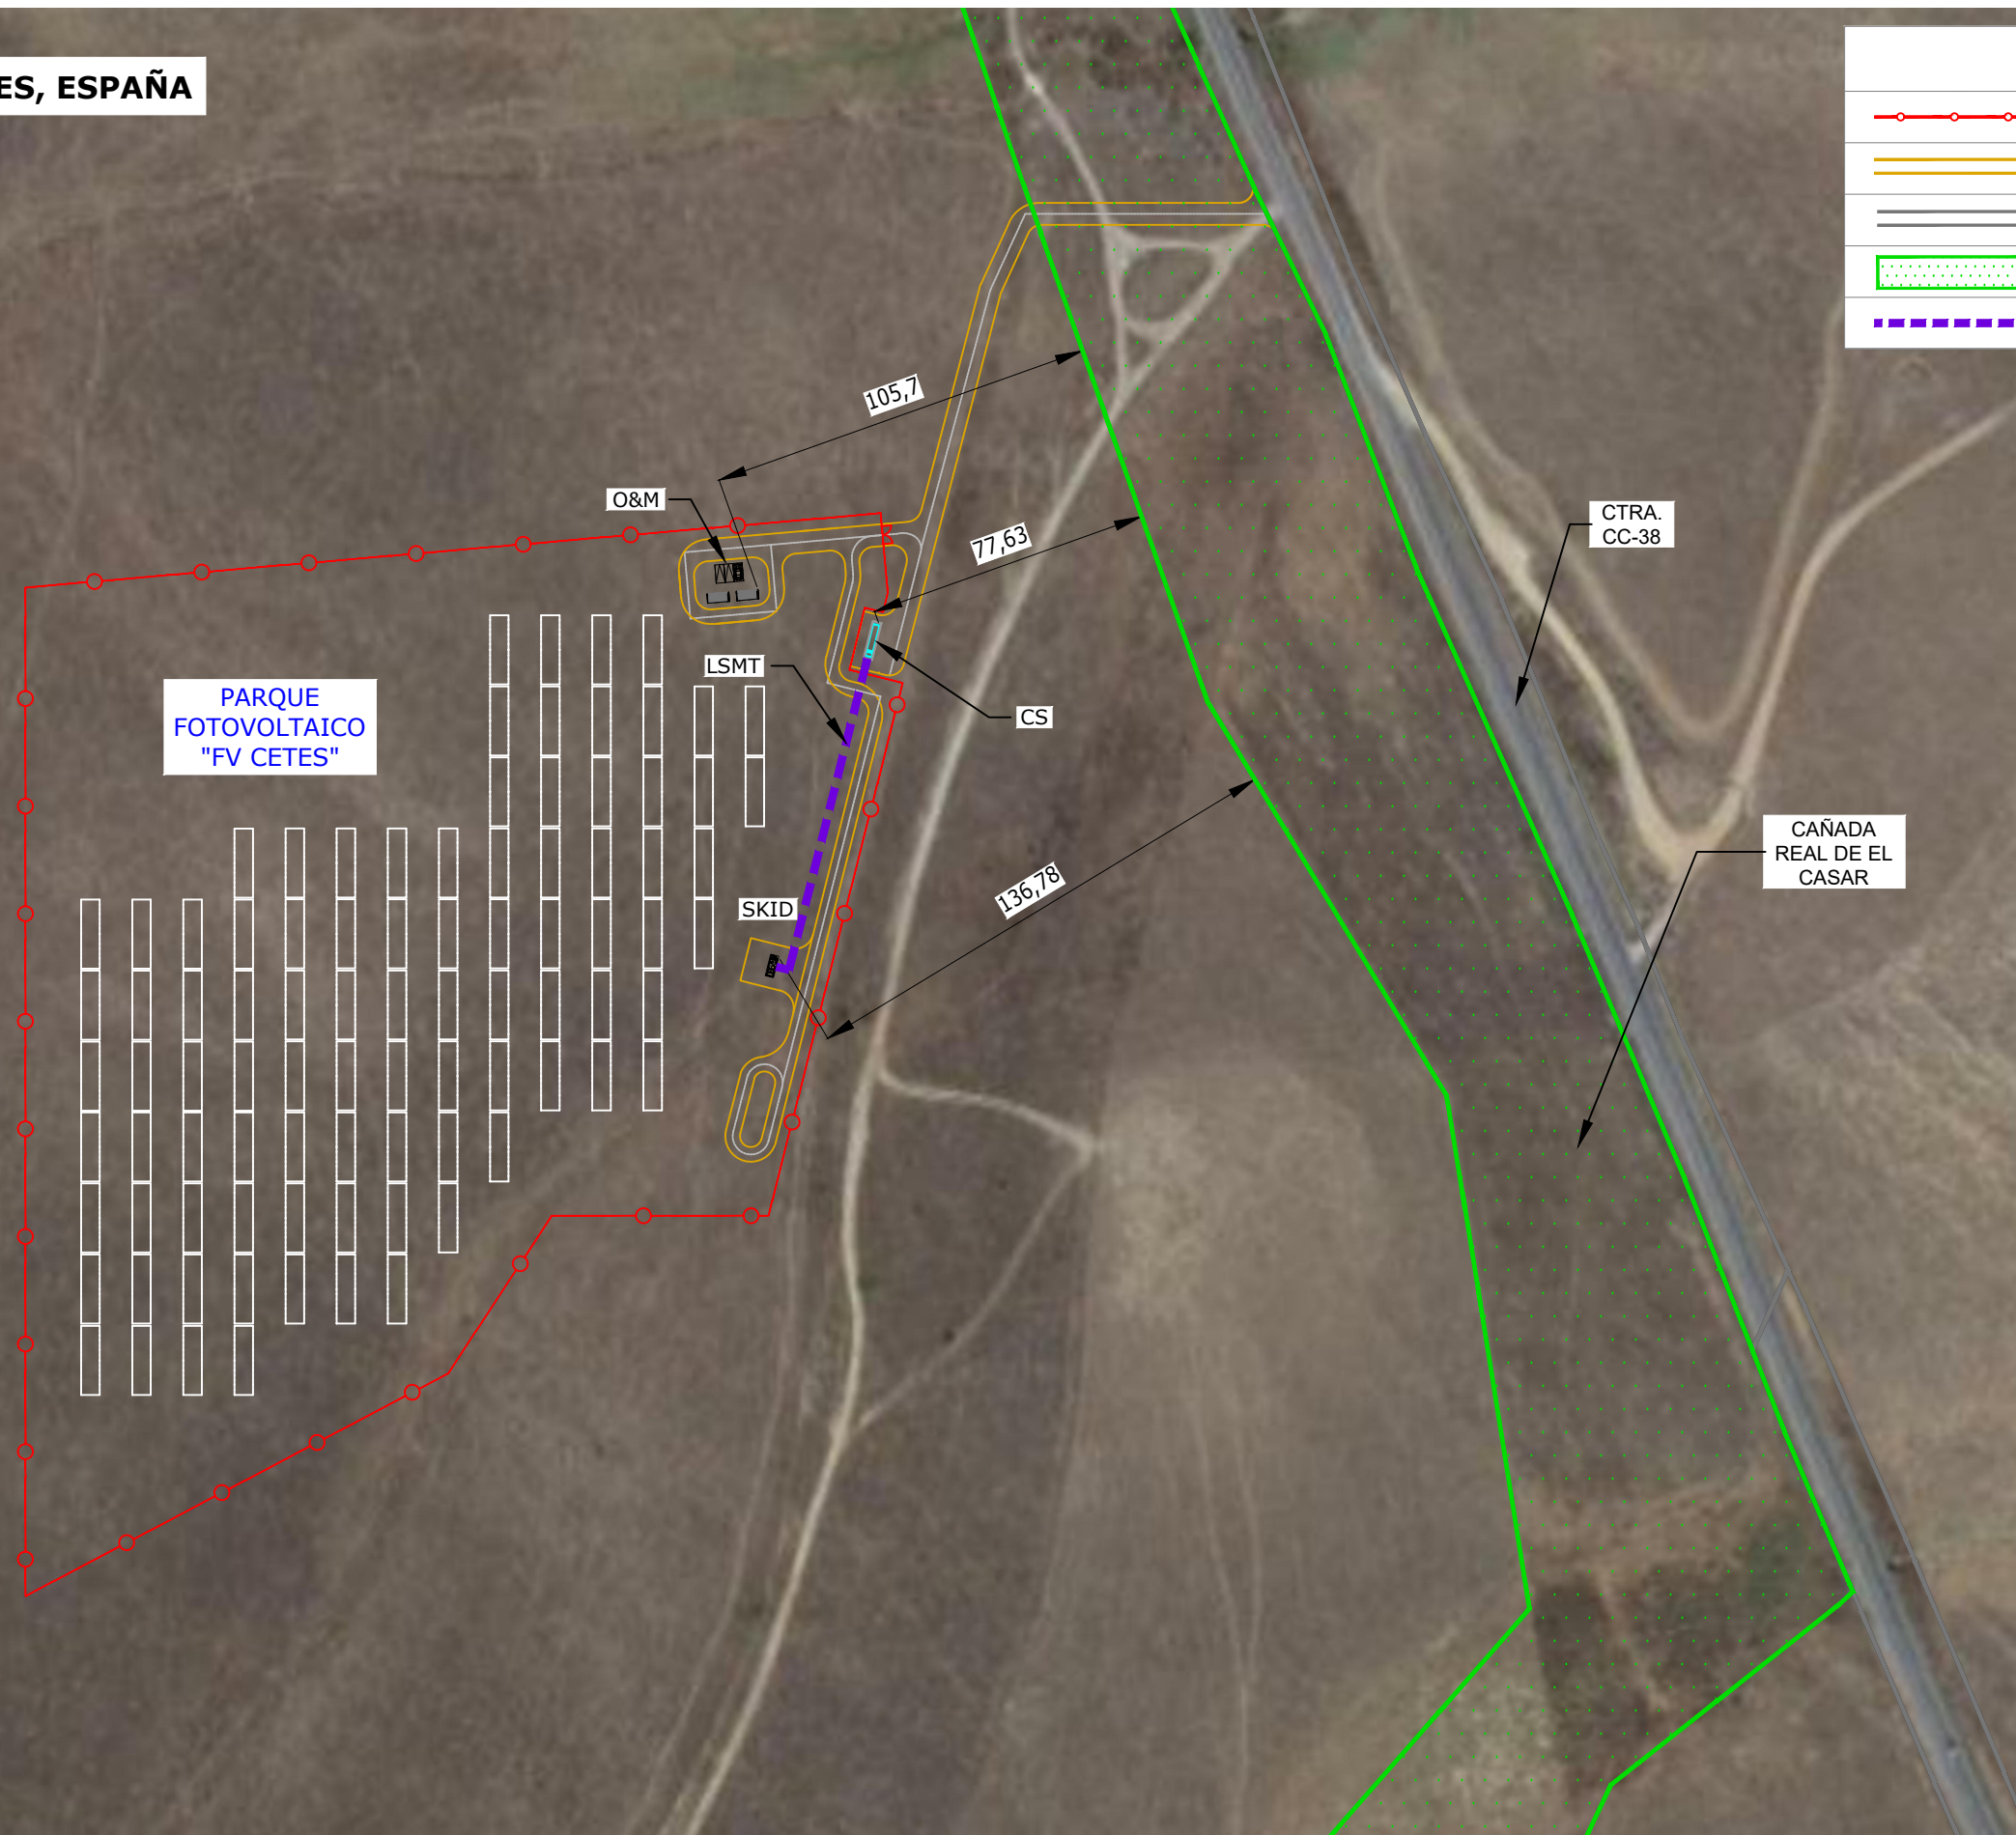 ES, ESPAÑA
105,7
O&M
77,63
CTRA.
CC-38
LSMT
PARQUE
FOTOVOLTAICO
"FV CETES"
CS
CAÑADA
REAL DE EL
CASAR
136,78
SKID